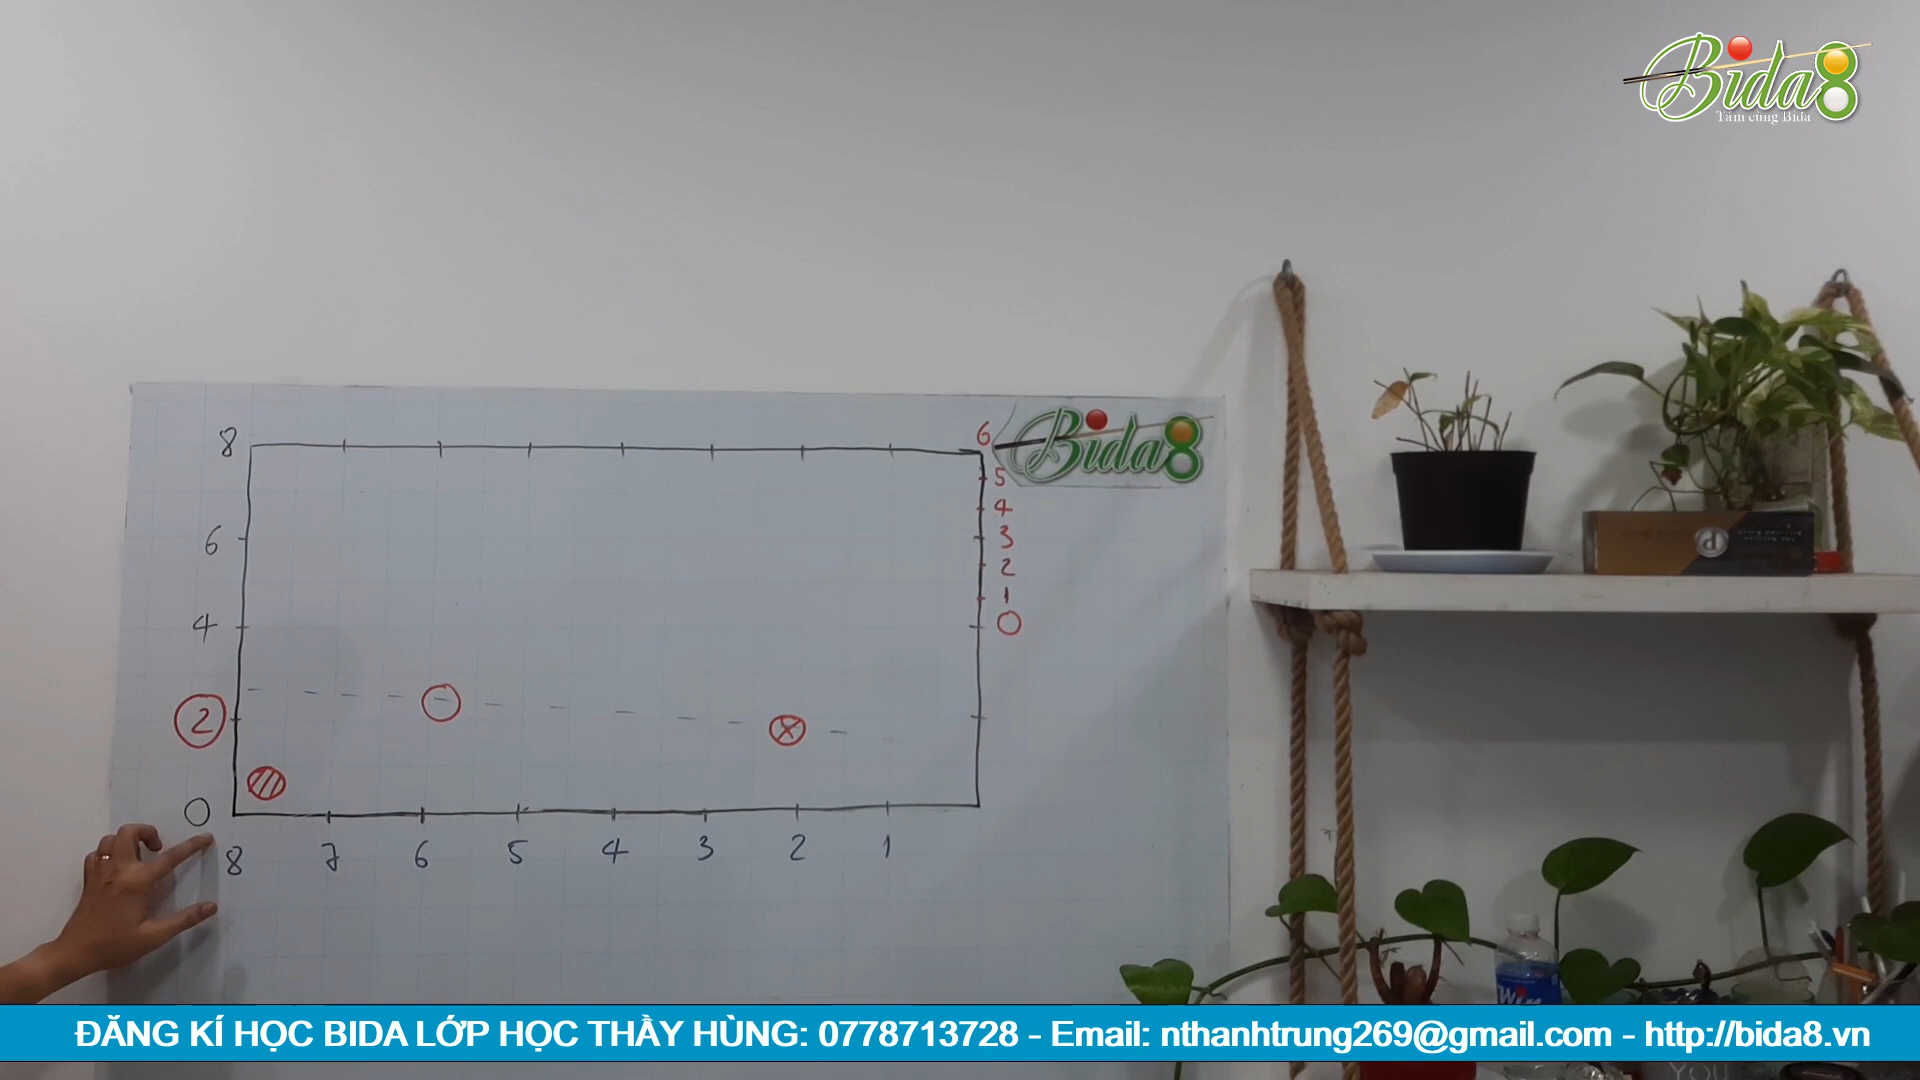 Bida8
Tâm cùng Bida
8
6
Bida8
5
4
6
3
2
1
4
0
2
0
8 7 6 5 4 3 2 1
ĐĂNG KÍ HỌC BIDA LỚP HỌC THẦY HÙNG: 0778713728 - Email: nthanhtrung269@gmail.com - http://bida8.vn